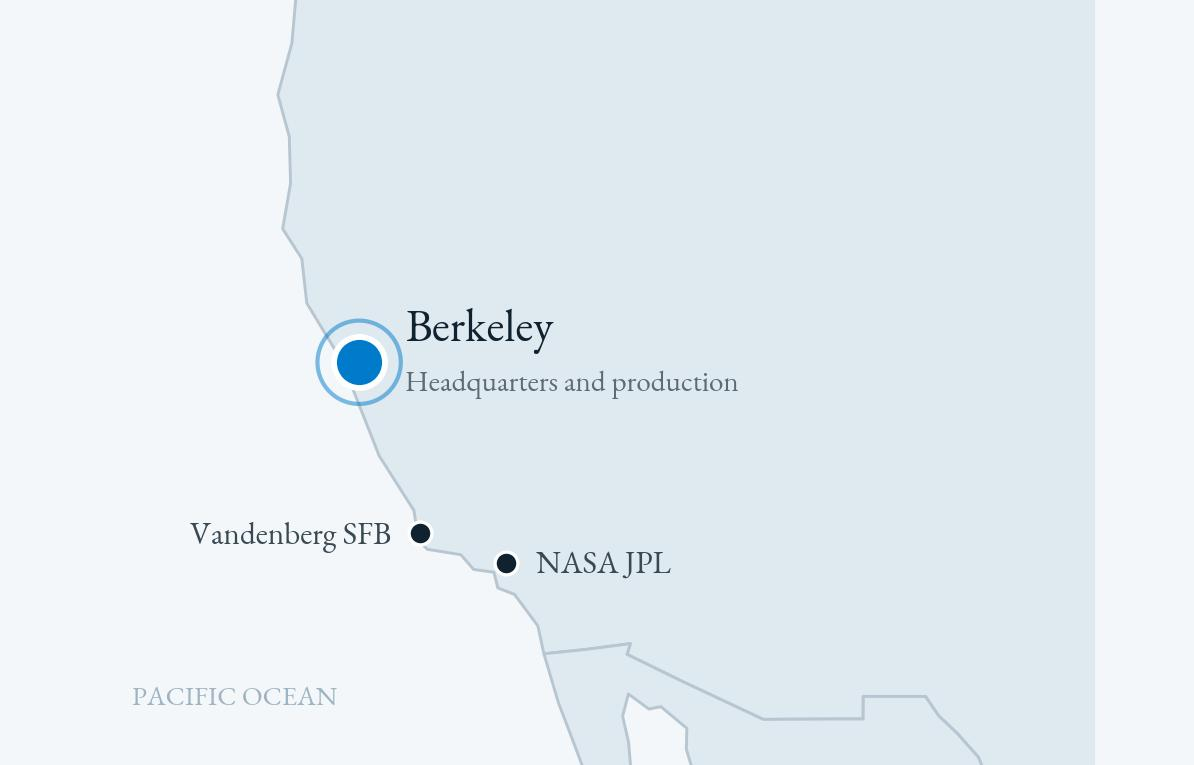 Berkeley
Headquarters and production
Vandenberg SFB
NASA JPL
PACIFIC OCEAN